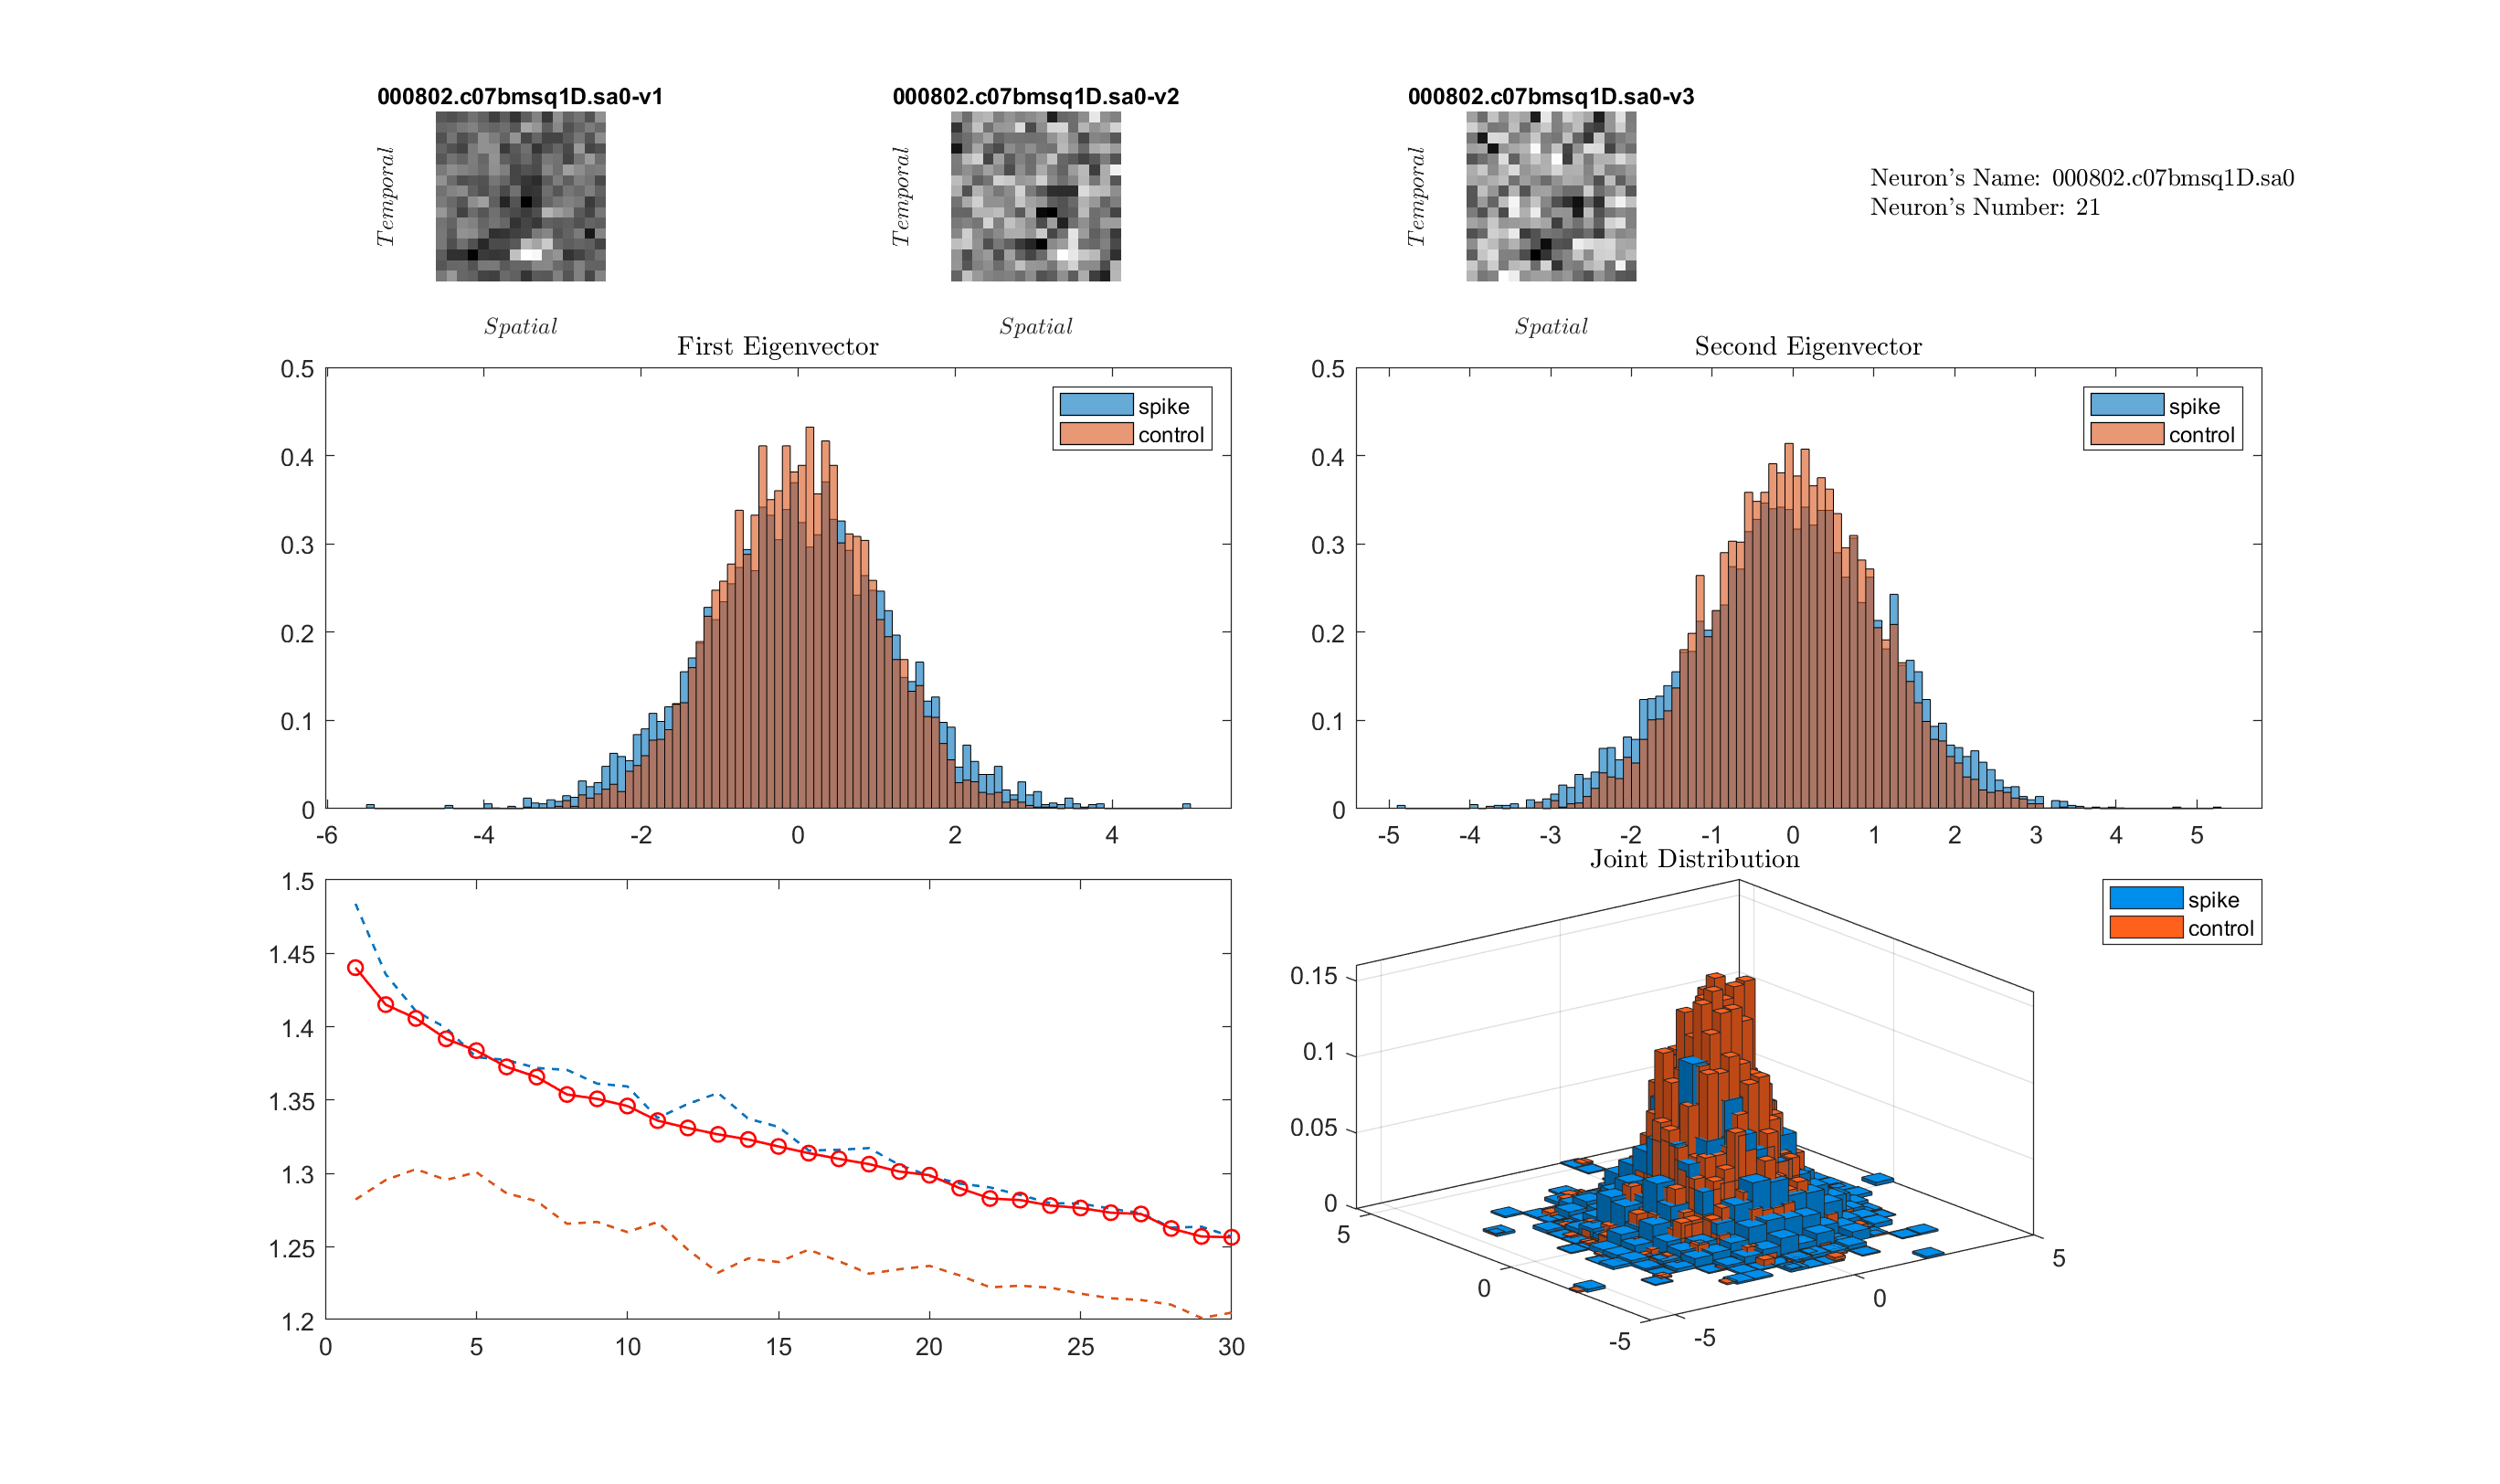 000802.c07bmsq1D.sa0-v1
000802.c07bmsq1D.sa0-v2
000802.c07bmsq1D.sa0-v3
Temporal
Temporal
Temporal
Neuron's Name: 000802.c07bmsq1D.sa0
Neuron's Number: 21
Spatial
Spatial
Spatial
First Eigenvector
0.5
0.4
0.3
0.2
0.1
0
-6
-4
-2
0
2
4
spike
control
Second Eigenvector
0.5
0.4
0.3
0.2
0.1
0
-5
-4
-3
-2
-1
0
1
2
3
4
5
spike
control
1.5
1.45
1.4
1.35
1.3
1.25
1.2
0
5
10
15
20
25
30
Joint Distribution
0.15
0.1
0.05
0
5
0
-5
-5
0
5
spike
control